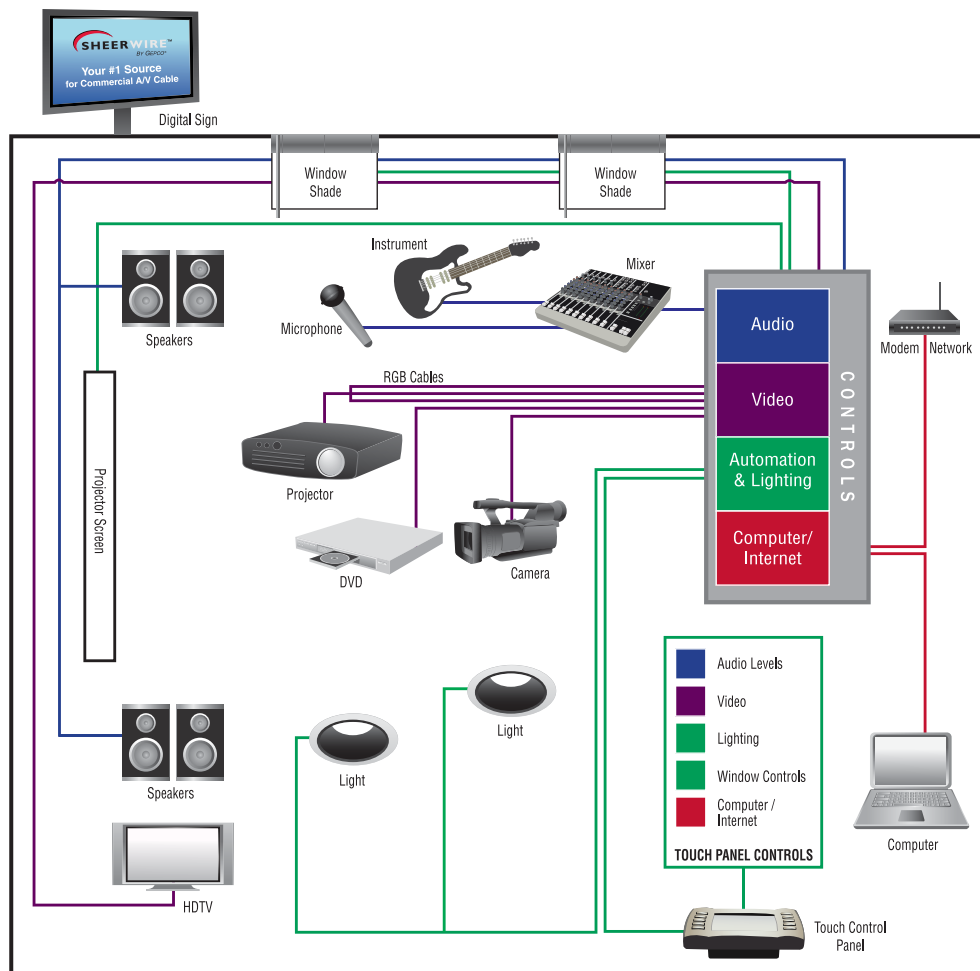 SHEERWIRE™
BY GEPCO®
Your #1 Source
for Commercial A/V Cable
Digital Sign
Window
Shade
Window
Shade
Instrument
Mixer
Microphone
Speakers
Modem
Network
RGB Cables
Audio
Video
Automation
& Lighting
Computer/
Internet
CONTROLS
Projector Screen
Projector
DVD
Camera
Light
Light
Speakers
HDTV
Audio Levels
Video
Lighting
Window Controls
Computer /
Internet
TOUCH PANEL CONTROLS
Computer
Touch Control
Panel